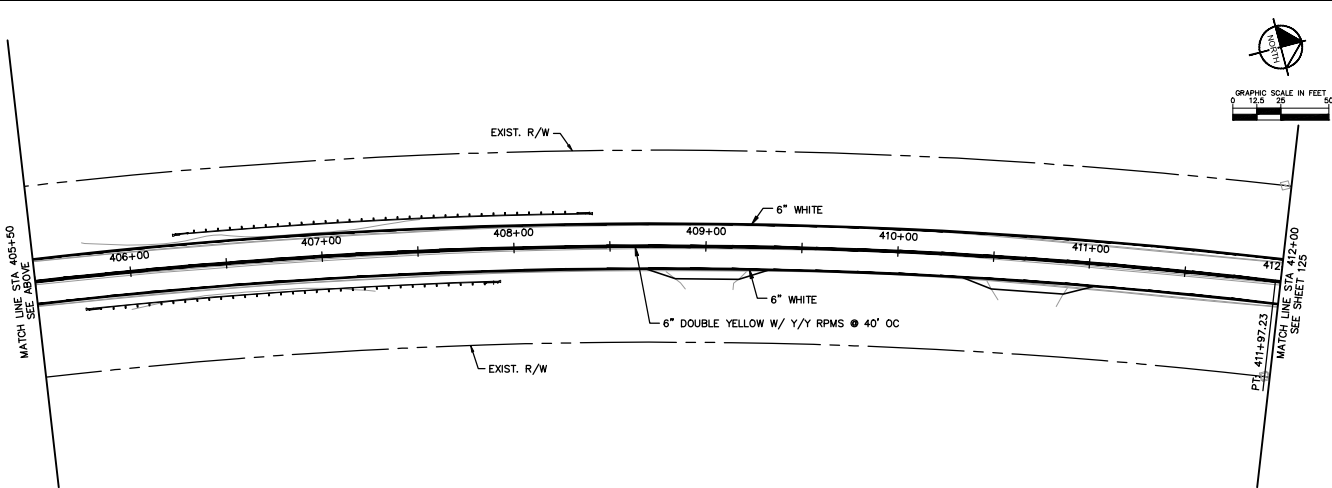 NORTH
GRAPHIC SCALE IN FEET
0 12.5 25 50
EXIST. R/W
6" WHITE
406+00
407+00
408+00
409+00
410+00
411+00
412
MATCH LINE STA 405+50
SEE ABOVE
6" WHITE
6" DOUBLE YELLOW W/ Y/Y RPMS @ 40' OC
EXIST. R/W
PT: 411+97.23
MATCH LINE STA 412+00
SEE SHEET 125